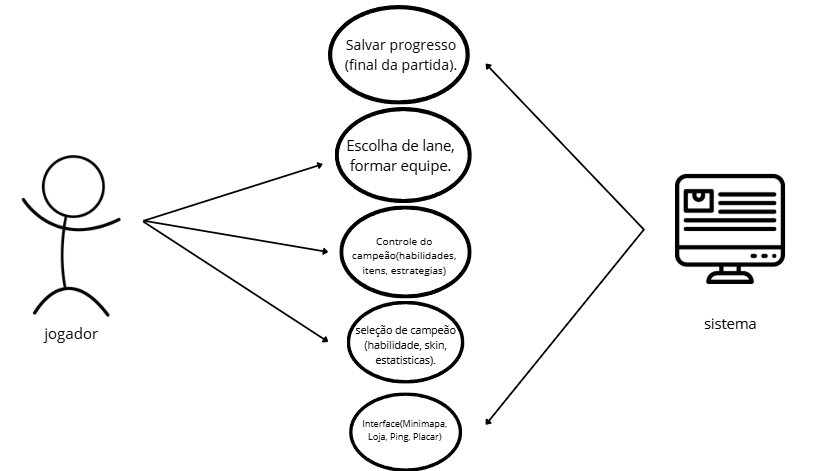 Salvar progresso
(final da partida).
Escolha de lane,
formar equipe.
Controle do
campeão(habilidades,
itens, estrategias)
seleção de campeão
(habilidade, skin,
estatisticas).
Interface(Minimapa,
Loja, Ping, Placar)
jogador
sistema